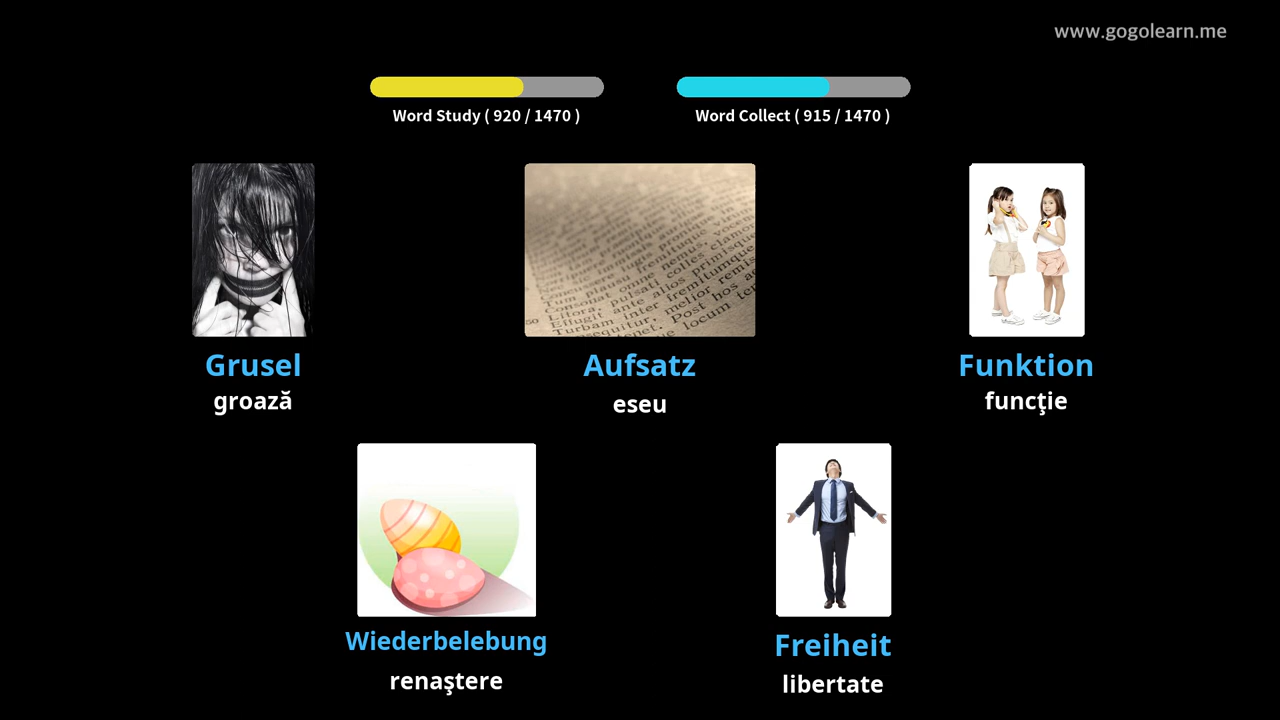 www.gogolearn.me
Word Study ( 920 / 1470 )
Word Collect ( 915 / 1470 )
Grusel
groază
Aufsatz
eseu
Funktion
funcţie
Wiederbelebung
renaştere
Freiheit
libertate